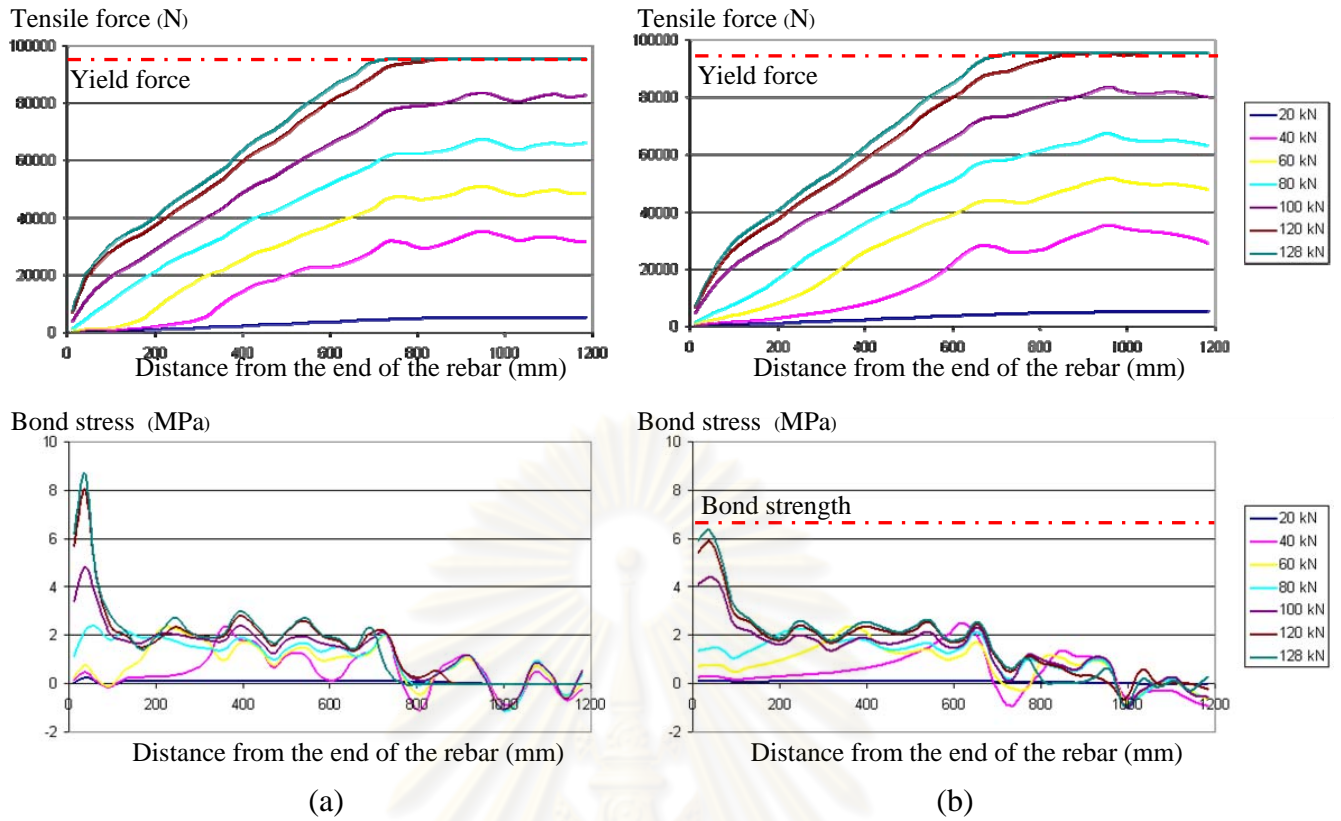 Tensile force (N)
100000
80000
60000
40000
20000
0
Yield force
0 200 400 600 800 1000 1200
Distance from the end of the rebar (mm)
Tensile force (N)
100000
80000
60000
40000
20000
0
Yield force
0 200 400 600 800 1000 1200
Distance from the end of the rebar (mm)
20 kN
40 kN
60 kN
80 kN
100 kN
120 kN
128 kN
Bond stress (MPa)
10
8
6
4
2
0
-2
0 200 400 600 800 1000 1200
Distance from the end of the rebar (mm)
(a)
Bond stress (MPa)
10
8
6
4
2
0
-2
Bond strength
0 200 400 600 800 1000 1200
Distance from the end of the rebar (mm)
(b)
20 kN
40 kN
60 kN
80 kN
100 kN
120 kN
128 kN